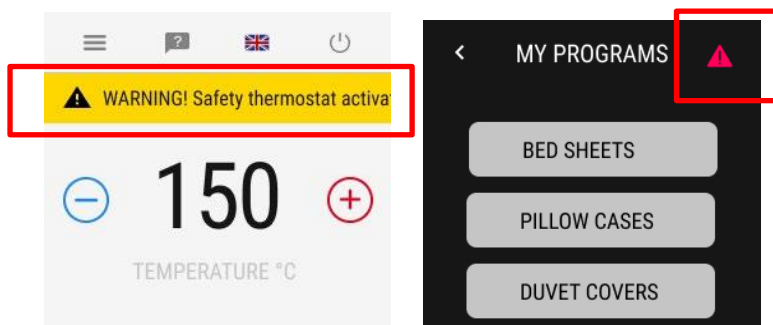 ?
WARNING! Safety thermostat activa
150
TEMPERATURE °C
MY PROGRAMS
BED SHEETS
PILLOW CASES
DUVET COVERS